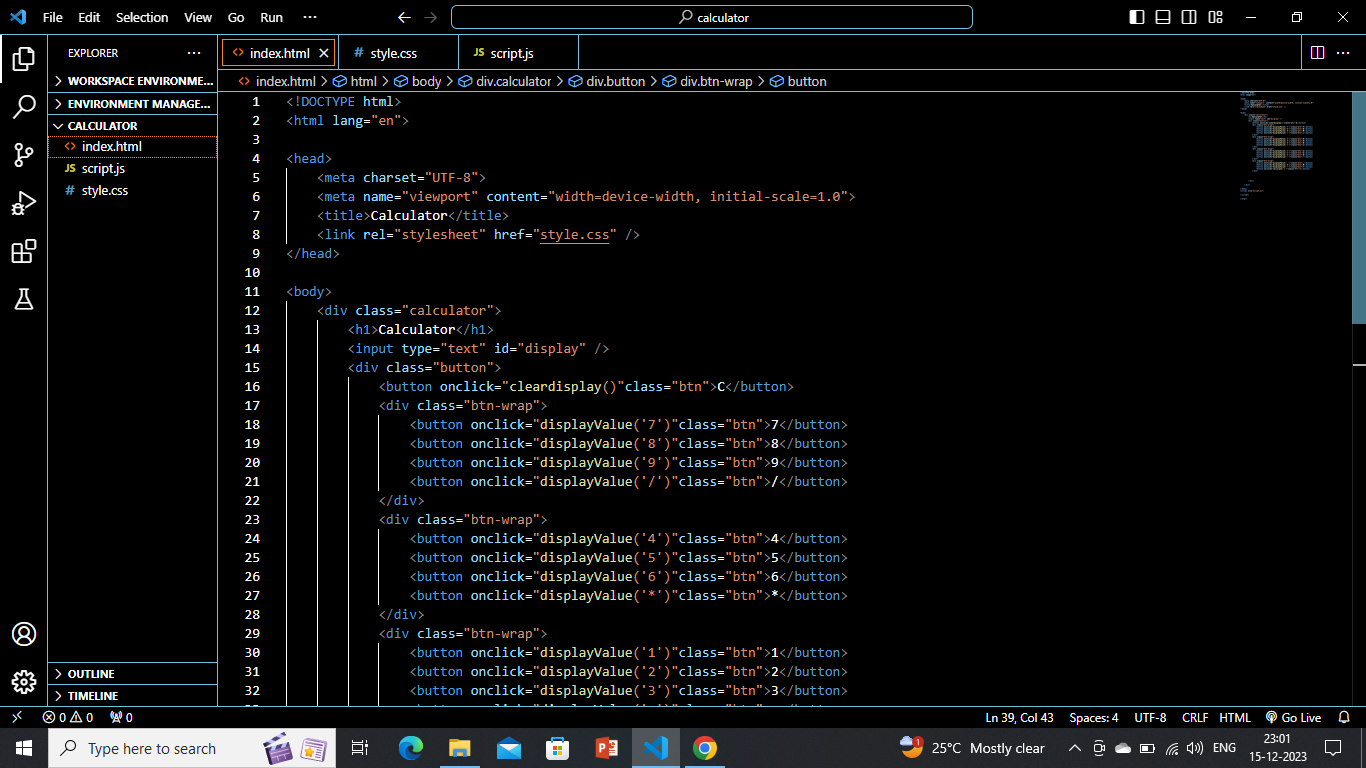 File Edit Selection View Go Run ··· calculator
EXPLORER ···
WORKSPACE ENVIRONME...
ENVIRONMENT MANAGE...
CALCULATOR
index.html
script.js
style.css
OUTLINE
TIMELINE
index.html style.css script.js
index.html > html > body > div.calculator > div.button > div.btn-wrap > button
1 <!DOCTYPE html>
2 <html lang="en">
3
4 <head>
5 <meta charset="UTF-8">
6 <meta name="viewport" content="width=device-width, initial-scale=1.0">
7 <title>Calculator</title>
8 <link rel="stylesheet" href="style.css" />
9 </head>
10
11 <body>
12 <div class="calculator">
13 <h1>Calculator</h1>
14 <input type="text" id="display" />
15 <div class="button">
16 <button onclick="cleardisplay()"class="btn">C</button>
17 <div class="btn-wrap">
18 <button onclick="displayValue('7')"class="btn">7</button>
19 <button onclick="displayValue('8')"class="btn">8</button>
20 <button onclick="displayValue('9')"class="btn">9</button>
21 <button onclick="displayValue('/')"class="btn">/</button>
22 </div>
23 <div class="btn-wrap">
24 <button onclick="displayValue('4')"class="btn">4</button>
25 <button onclick="displayValue('5')"class="btn">5</button>
26 <button onclick="displayValue('6')"class="btn">6</button>
27 <button onclick="displayValue('*')"class="btn">*</button>
28 </div>
29 <div class="btn-wrap">
30 <button onclick="displayValue('1')"class="btn">1</button>
31 <button onclick="displayValue('2')"class="btn">2</button>
32 <button onclick="displayValue('3')"class="btn">3</button>
0 0 0 Ln 39, Col 43 Spaces: 4 UTF-8 CRLF HTML Go Live
Type here to search 1 25°C Mostly clear ENG 23:01
15-12-2023